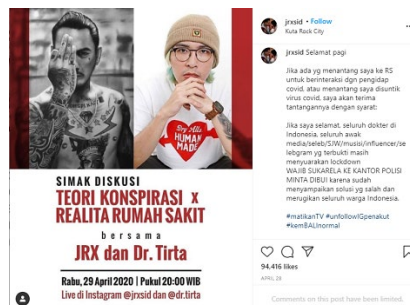 SIMAK DISKUSI
TEORI KONSPIRASI x
REALITA RUMAH SAKIT
bersama
JRX dan Dr. Tirta
Rabu, 29 April 2020 | Pukul 20:00 WIB
Live di Instagram @jrxsid dan @dr.tirta
HUMAN
MADE
jrxsid • Follow
Kuta Rock City
jrxsid Selamat pagi
Jika ada yg menantang saya ke RS
untuk berinteraksi dgn pengidap
covid, atau menantang saya disuntik
virus covid, saya akan terima
tantangannya dengan syarat:
Jika saya selamat, seluruh dokter di
Indonesia, seluruh awak
media/seleb/SJW/musisi/influencer/se
lebgram yg terbukti masih
menyuarakan lockdown
WAJIB SUKARELA KE KANTOR POLISI
MINTA DIBUI karena sudah
menyampaikan solusi yg salah dan
merugikan seluruh warga Indonesia.
#matikanTV #unfollowIGpenakut
#kemBALInormal
94,416 likes
APRIL 28
Comments on this post have been limited.